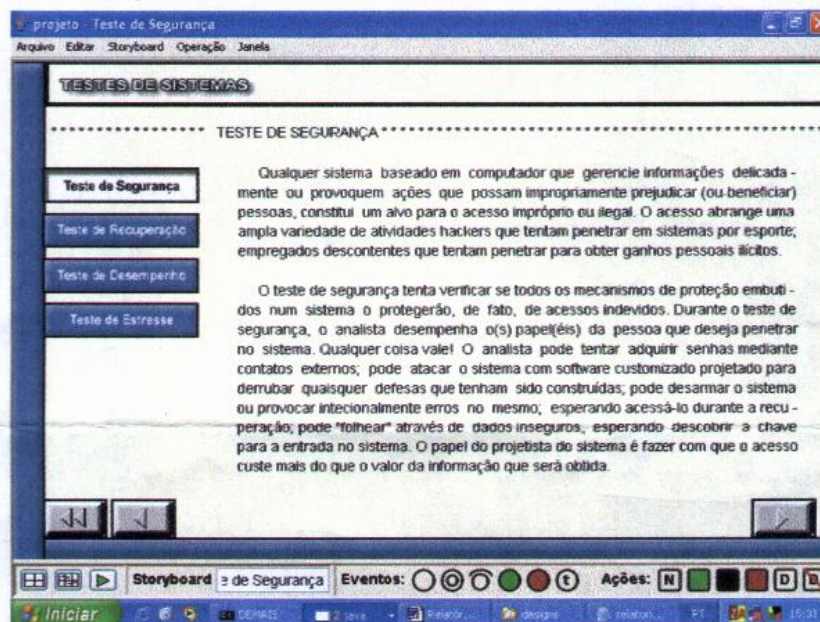 projeto - Teste de Segurança
Arquivo Editar Storyboard Operação Janela
TESTES DE SISTEMAS
TESTE DE SEGURANÇA
Teste de Segurança
Teste de Recuperação
Teste de Desempenho
Teste de Estresse
Qualquer sistema baseado em computador que gerencie informações delicada -
mente ou provoquem ações que possam impropriamente prejudicar (ou beneficiar)
pessoas, constitui um alvo para o acesso impróprio ou ilegal. O acesso abrange uma
ampla variedade de atividades hackers que tentam penetrar em sistemas por esporte;
empregados descontentes que tentam penetrar para obter ganhos pessoais ilícitos.
O teste de segurança tenta verificar se todos os mecanismos de proteção embuti -
dos num sistema o protegerão, de fato, de acessos indevidos. Durante o teste de
segurança, o analista desempenha o(s) papel(éis) da pessoa que deseja penetrar
no sistema. Qualquer coisa vale! O analista pode tentar adquirir senhas mediante
contatos externos; pode atacar o sistema com software customizado projetado para
derrubar quaisquer defesas que tenham sido construídas; pode desarmar o sistema
ou provocar intecionalmente erros no mesmo; esperando acessá-lo durante a recu -
peração; pode "folhear" através de dados inseguros, esperando descobrir a chave
para a entrada no sistema. O papel do projetista do sistema é fazer com que o acesso
custe mais do que o valor da informação que será obtida.
Storyboard e de Segurança Eventos: t Ações: N D D
Iniciar DEMAIS 2 Relatór... designs PT 15:31